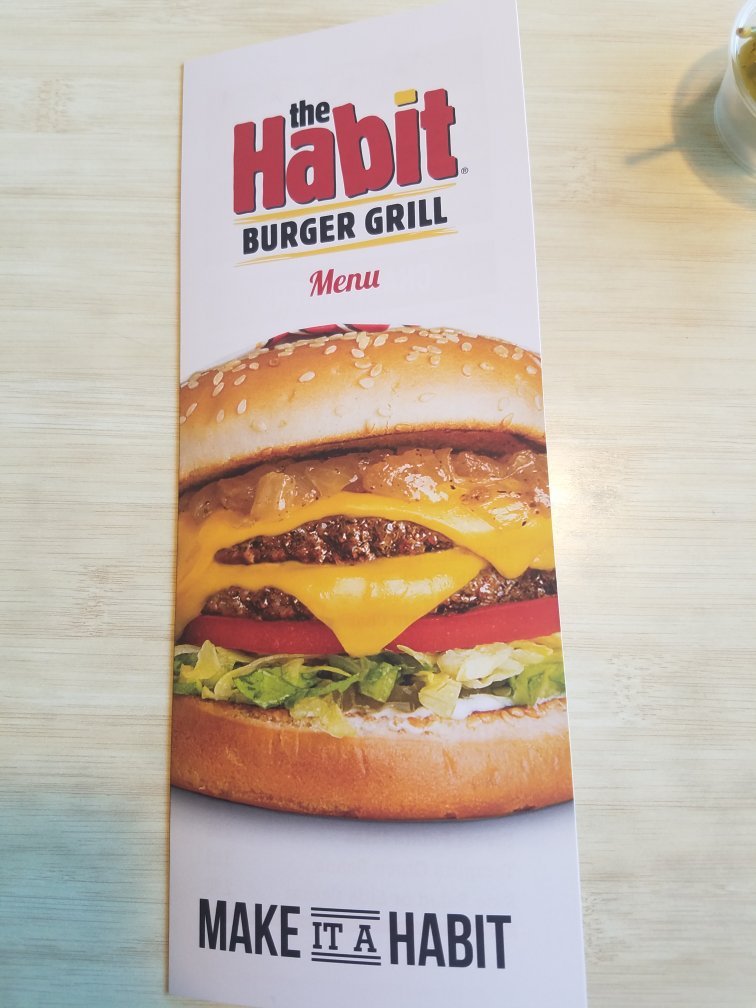 the
Habit®
BURGER GRILL
Menu
MAKE IT A HABIT